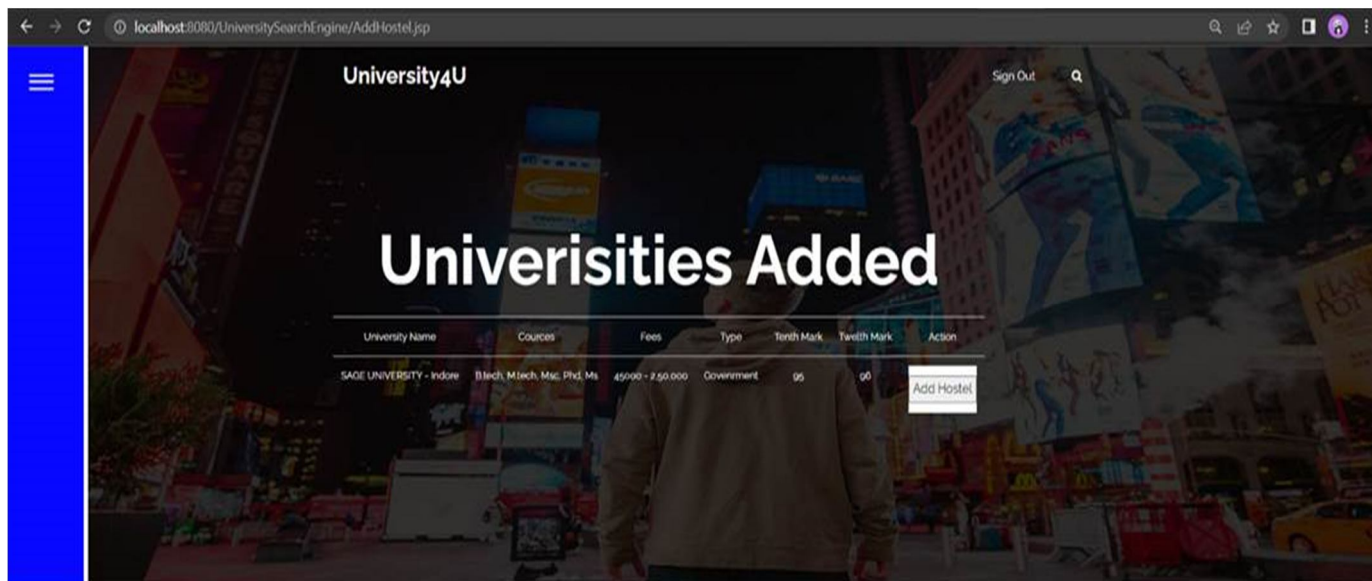 localhost:8080/UniversitySearchEngine/AddHostel.jsp
University4U
Sign Out
Univerisities Added
University Name Cources Fees Type Tenth Mark Twelth Mark Action
SAGE UNIVERSITY - Indore B.tech, M.tech, Msc, Phd, Ms 45000 - 2,50,000 Government 95 96 Add Hostel